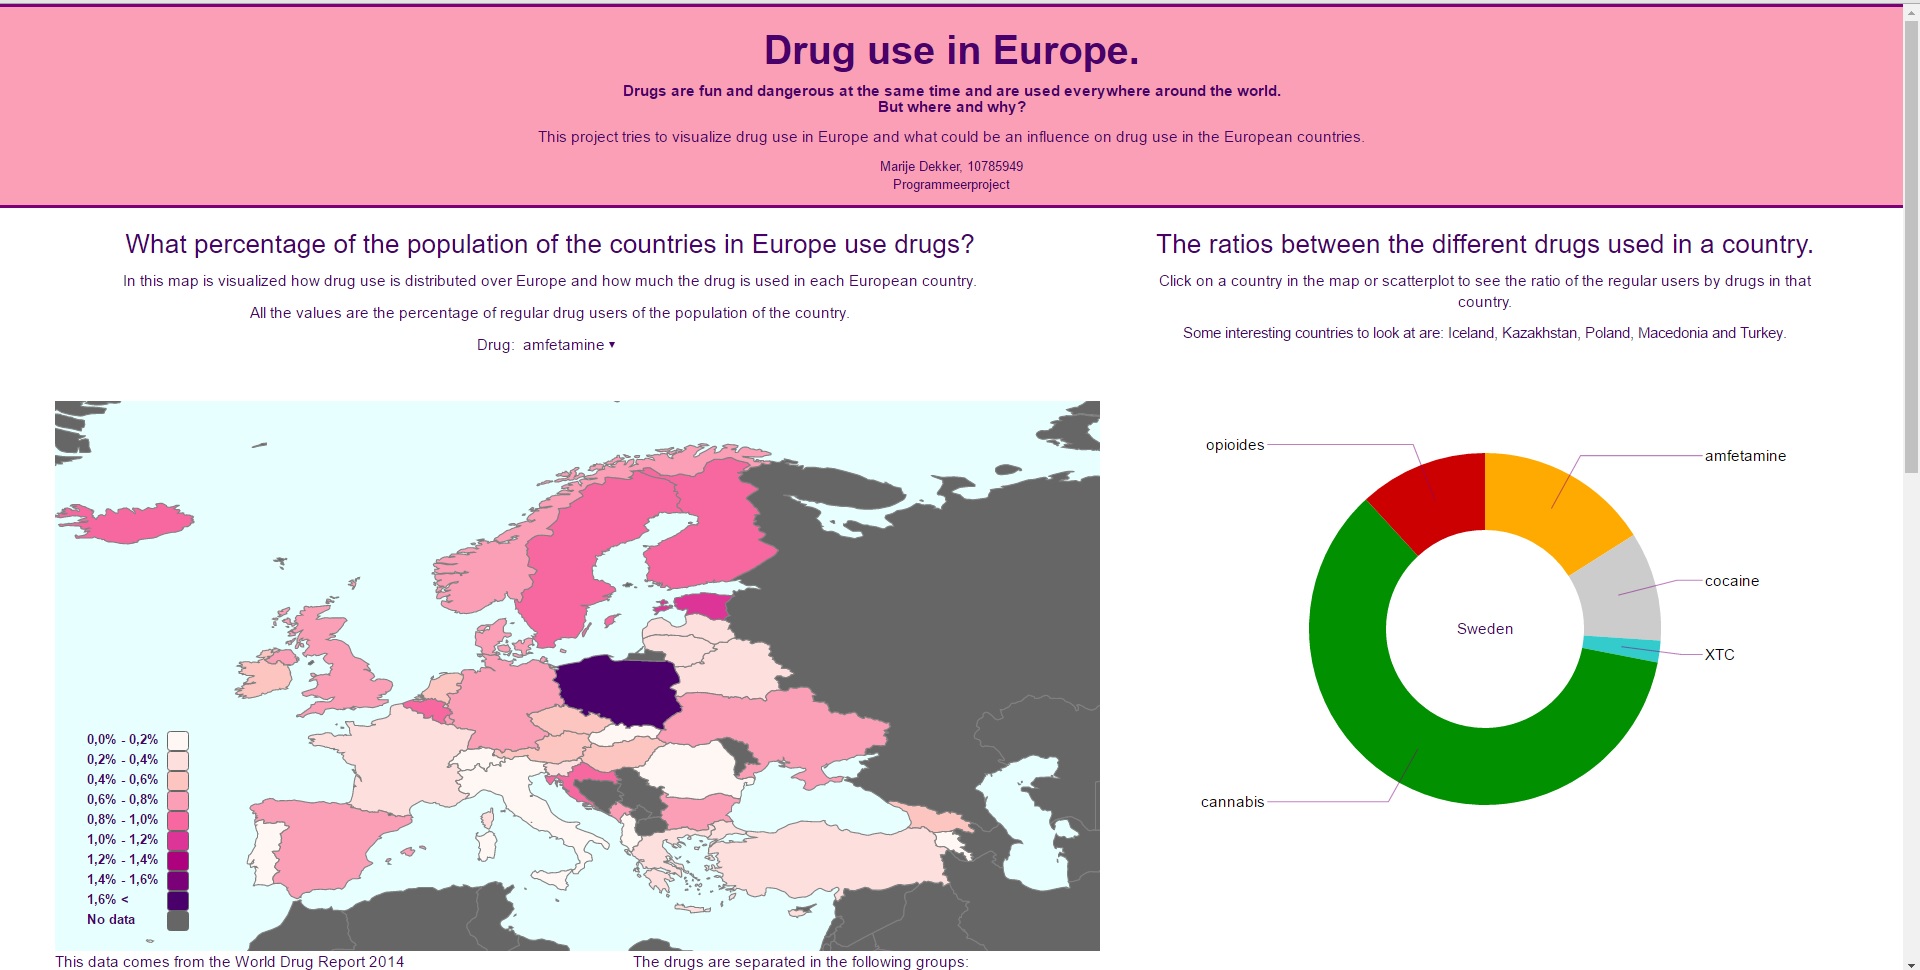 Drug use in Europe.
Drugs are fun and dangerous at the same time and are used everywhere around the world.
But where and why?
This project tries to visualize drug use in Europe and what could be an influence on drug use in the European countries.
Marije Dekker, 10785949
Programmeerproject
What percentage of the population of the countries in Europe use drugs?
In this map is visualized how drug use is distributed over Europe and how much the drug is used in each European country.
All the values are the percentage of regular drug users of the population of the country.
Drug: amfetamine ▾
0,0% - 0,2%
0,2% - 0,4%
0,4% - 0,6%
0,6% - 0,8%
0,8% - 1,0%
1,0% - 1,2%
1,2% - 1,4%
1,4% - 1,6%
1,6% <
No data
This data comes from the World Drug Report 2014
The drugs are separated in the following groups:
The ratios between the different drugs used in a country.
Click on a country in the map or scatterplot to see the ratio of the regular users by drugs in that
country.
Some interesting countries to look at are: Iceland, Kazakhstan, Poland, Macedonia and Turkey.
opioides
amfetamine
cocaine
Sweden
XTC
cannabis